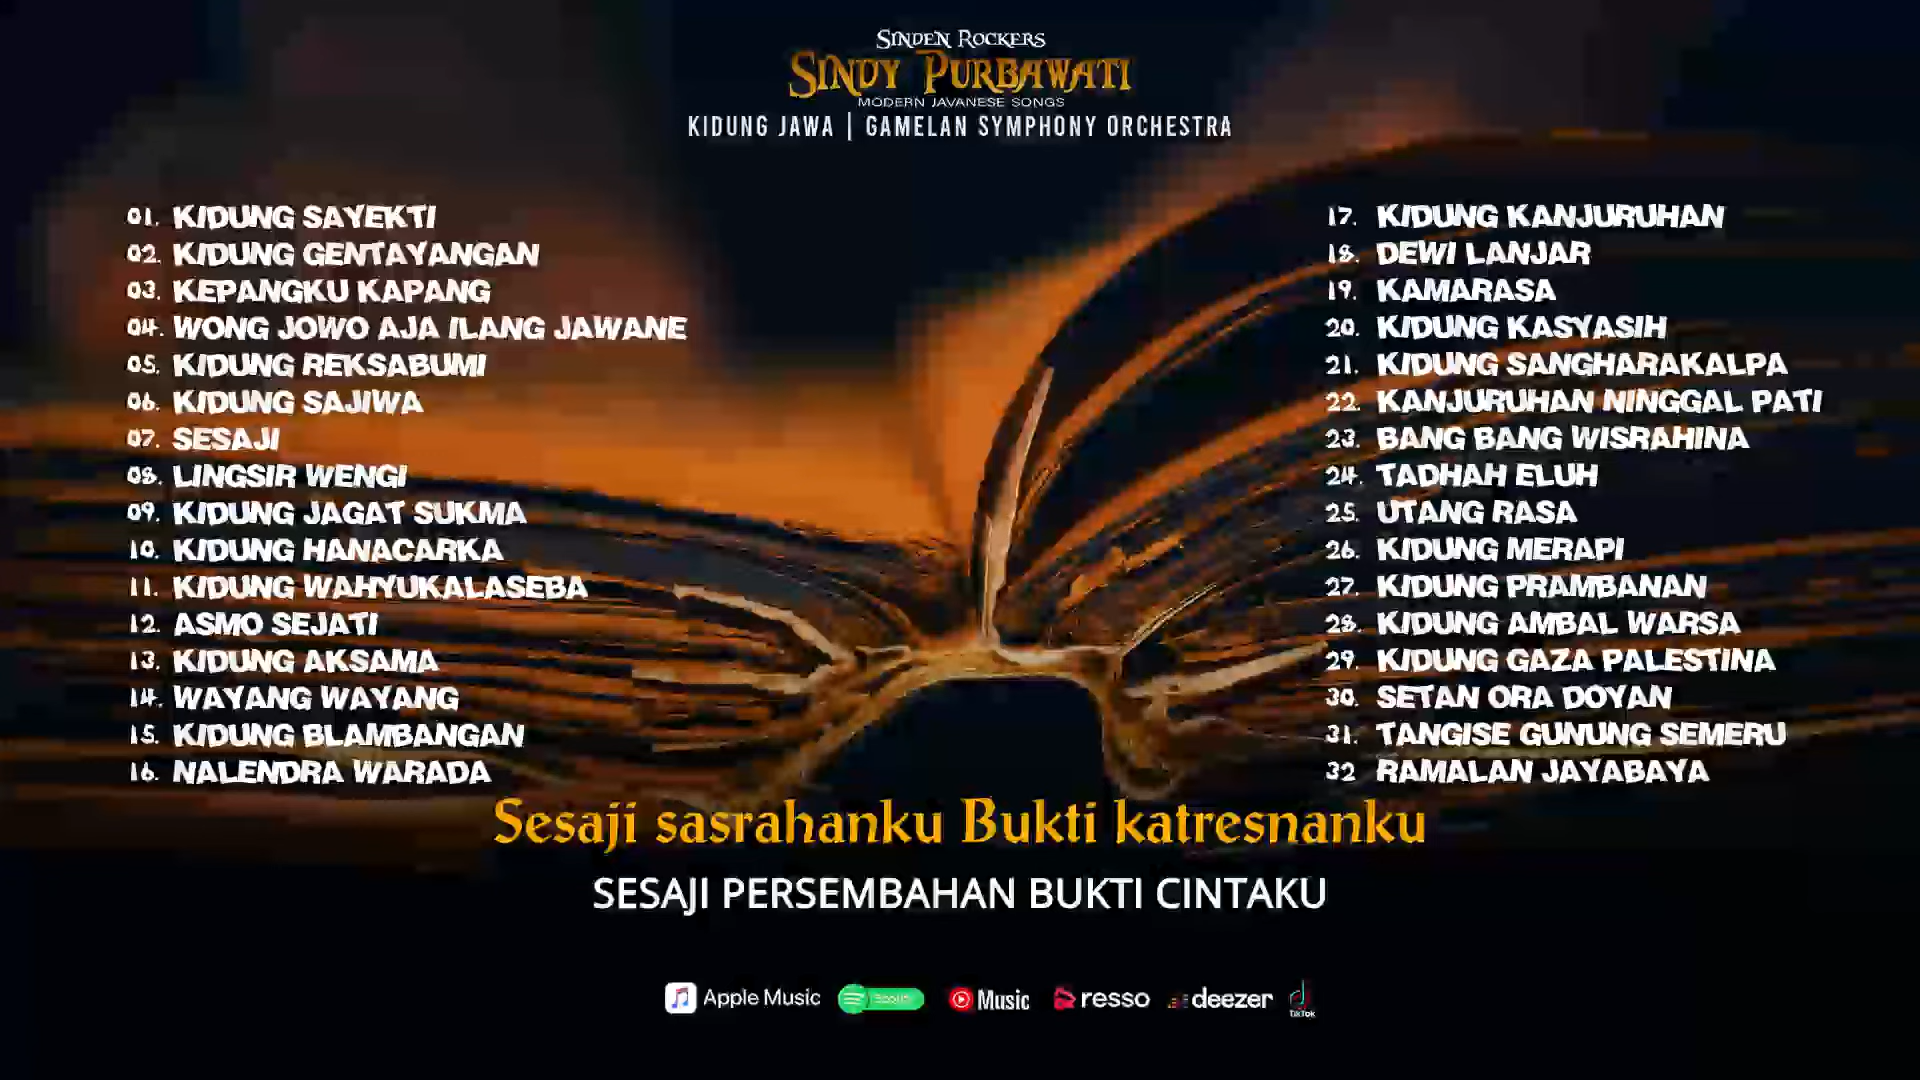 SINDEN ROCKERS
SINDY PURBAWATI
MODERN JAVANESE SONGS
KIDUNG JAWA | GAMELAN SYMPHONY ORCHESTRA
01. KIDUNG SAYEKTI
02. KIDUNG GENTAYANGAN
03. KEPANGKU KAPANG
04. WONG JOWO AJA ILANG JAWANE
05. KIDUNG REKSABUMI
06. KIDUNG SAJIWA
07. SESAJI
08. LINGSIR WENGI
09. KIDUNG JAGAT SUKMA
10. KIDUNG HANACARKA
11. KIDUNG WAHYUKALASEBA
12. ASMO SEJATI
13. KIDUNG AKSAMA
14. WAYANG WAYANG
15. KIDUNG BLAMBANGAN
16. NALENDRA WARADA
17. KIDUNG KANJURUHAN
18. DEWI LANJAR
19. KAMARASA
20. KIDUNG KASYASIH
21. KIDUNG SANGHARAKALPA
22. KANJURUHAN NINGGAL PATI
23. BANG BANG WISRAHINA
24. TADHAH ELUH
25. UTANG RASA
26. KIDUNG MERAPI
27. KIDUNG PRAMBANAN
28. KIDUNG AMBAL WARSA
29. KIDUNG GAZA PALESTINA
30. SETAN ORA DOYAN
31. TANGISE GUNUNG SEMERU
32 RAMALAN JAYABAYA
Sesaji sasrahanku Bukti katresnanku
SESAJI PERSEMBAHAN BUKTI CINTAKU
Apple Music Music resso deezer TikTok